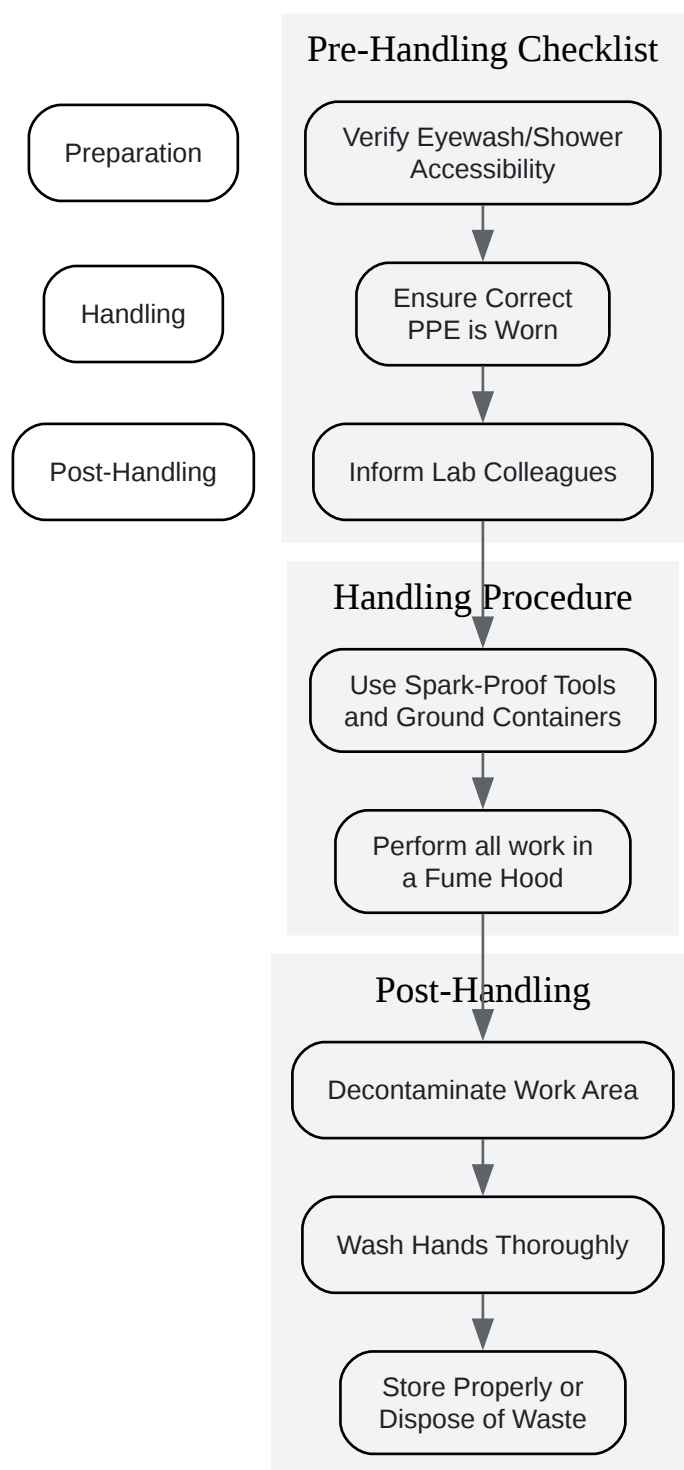 Pre-Handling Checklist
Preparation
Verify Eyewash/Shower
Accessibility
Handling
Ensure Correct
PPE is Worn
Post-Handling
Inform Lab Colleagues
Handling Procedure
Use Spark-Proof Tools
and Ground Containers
Perform all work in
a Fume Hood
Post-Handling
Decontaminate Work Area
Wash Hands Thoroughly
Store Properly or
Dispose of Waste